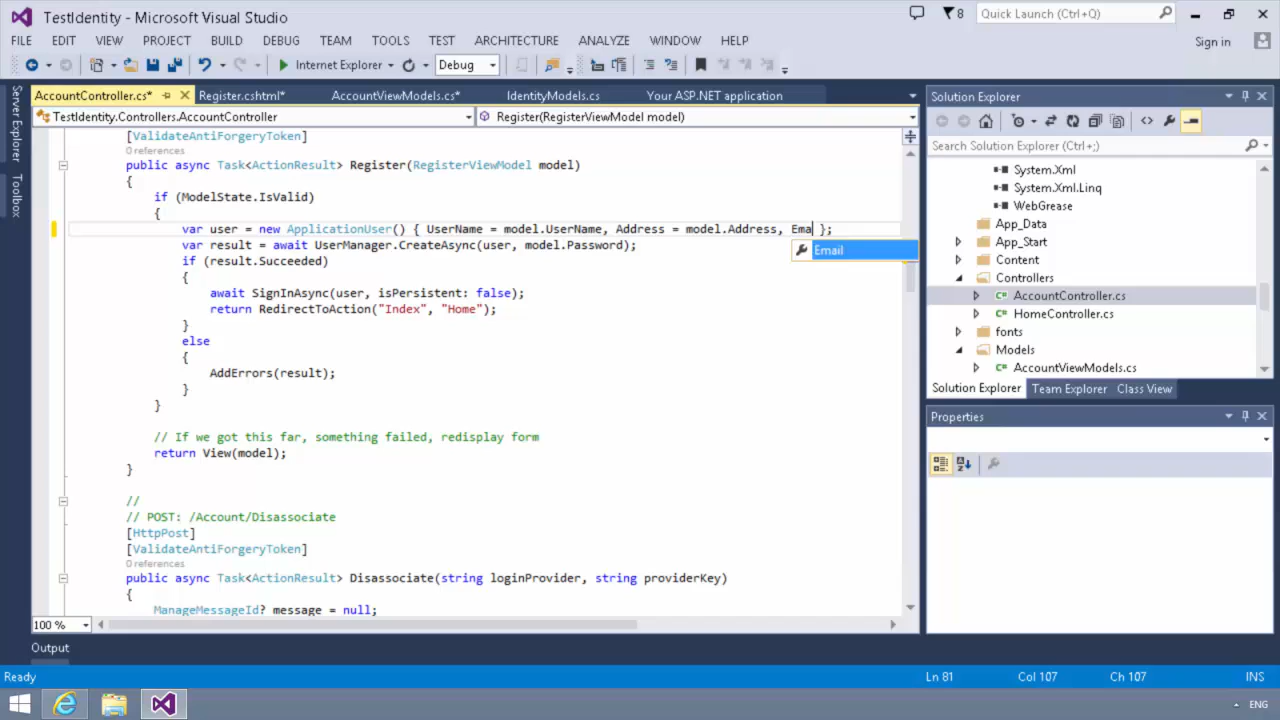 TestIdentity - Microsoft Visual Studio
8
Quick Launch (Ctrl+Q)
FILE EDIT VIEW PROJECT BUILD DEBUG TEAM TOOLS TEST ARCHITECTURE ANALYZE WINDOW HELP
Sign in
Internet Explorer
Debug
Server Explorer
Toolbox
AccountController.cs* Register.cshtml* AccountViewModels.cs* IdentityModels.cs Your ASP.NET application
TestIdentity.Controllers.AccountController
Register(RegisterViewModel model)
[ValidateAntiForgeryToken]
0 references
public async Task<ActionResult> Register(RegisterViewModel model)
{
if (ModelState.IsValid)
{
var user = new ApplicationUser() { UserName = model.UserName, Address = model.Address, Ema };
Email
var result = await UserManager.CreateAsync(user, model.Password);
if (result.Succeeded)
{
await SignInAsync(user, isPersistent: false);
return RedirectToAction("Index", "Home");
}
else
{
AddErrors(result);
}
}
// If we got this far, something failed, redisplay form
return View(model);
}
//
// POST: /Account/Disassociate
[HttpPost]
[ValidateAntiForgeryToken]
0 references
public async Task<ActionResult> Disassociate(string loginProvider, string providerKey)
{
ManageMessageId? message = null;
100 %
Output
Solution Explorer
Search Solution Explorer (Ctrl+;)
System.Xml
System.Xml.Linq
WebGrease
App_Data
App_Start
Content
Controllers
AccountController.cs
HomeController.cs
fonts
Models
AccountViewModels.cs
Solution Explorer Team Explorer Class View
Properties
Ready
Ln 81 Col 107 Ch 107 INS
ENG